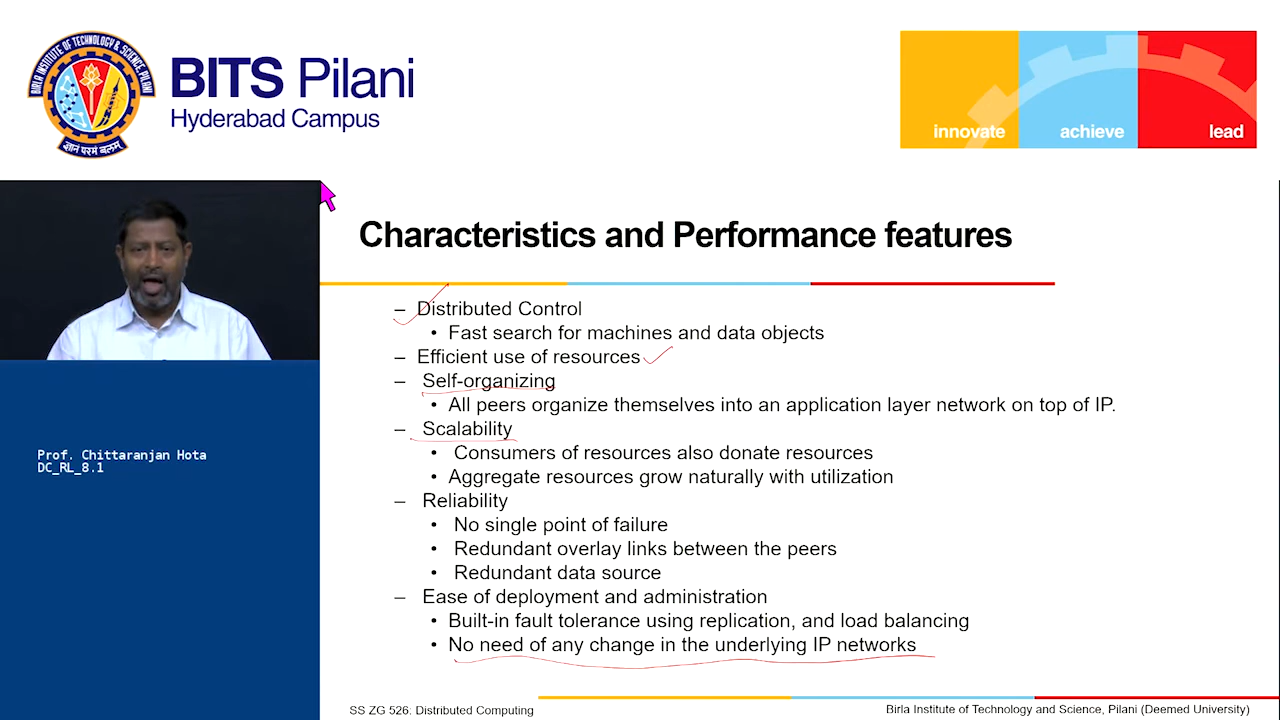 BIRLA INSTITUTE OF TECHNOLOGY & SCIENCE PILANI
ज्ञानं परमं बलम्
BITS Pilani
Hyderabad Campus
innovate achieve lead
Characteristics and Performance features
– Distributed Control
• Fast search for machines and data objects
– Efficient use of resources
– Self-organizing
• All peers organize themselves into an application layer network on top of IP.
– Scalability
• Consumers of resources also donate resources
• Aggregate resources grow naturally with utilization
– Reliability
• No single point of failure
• Redundant overlay links between the peers
• Redundant data source
– Ease of deployment and administration
• Built-in fault tolerance using replication, and load balancing
• No need of any change in the underlying IP networks
Prof. Chittaranjan Hota
DC_RL_8.1
SS ZG 526: Distributed Computing
Birla Institute of Technology and Science, Pilani (Deemed University)